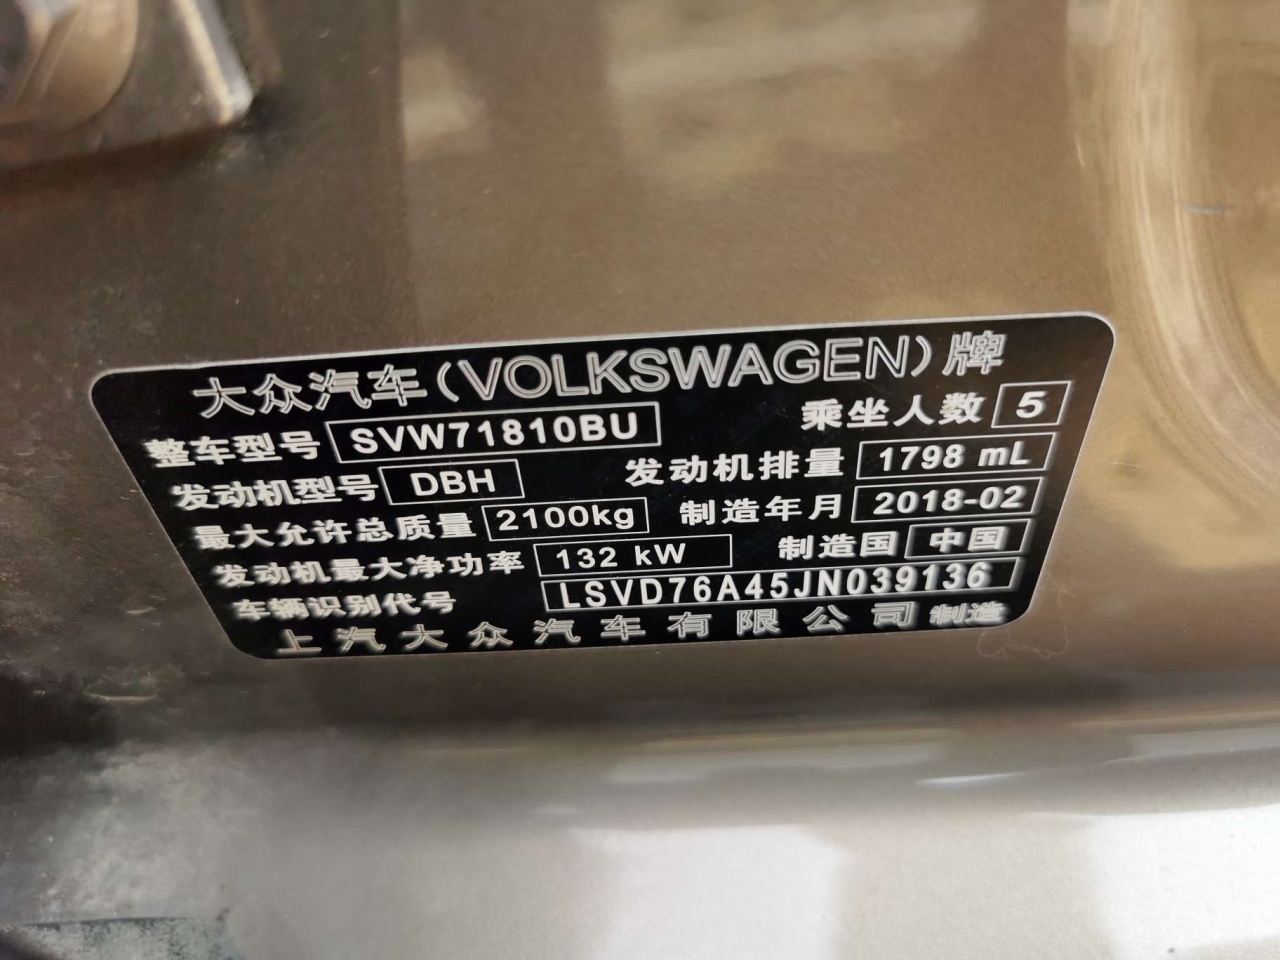 大众汽车(VOLKSWAGEN)牌
整车型号 SVW71810BU 乘坐人数 5
发动机型号 DBH 发动机排量 1798 mL
最大允许总质量 2100kg 制造年月 2018-02
发动机最大净功率 132 kW 制造国 中国
车辆识别代号 LSVD76A45JN039136
上汽大众汽车有限公司 制造